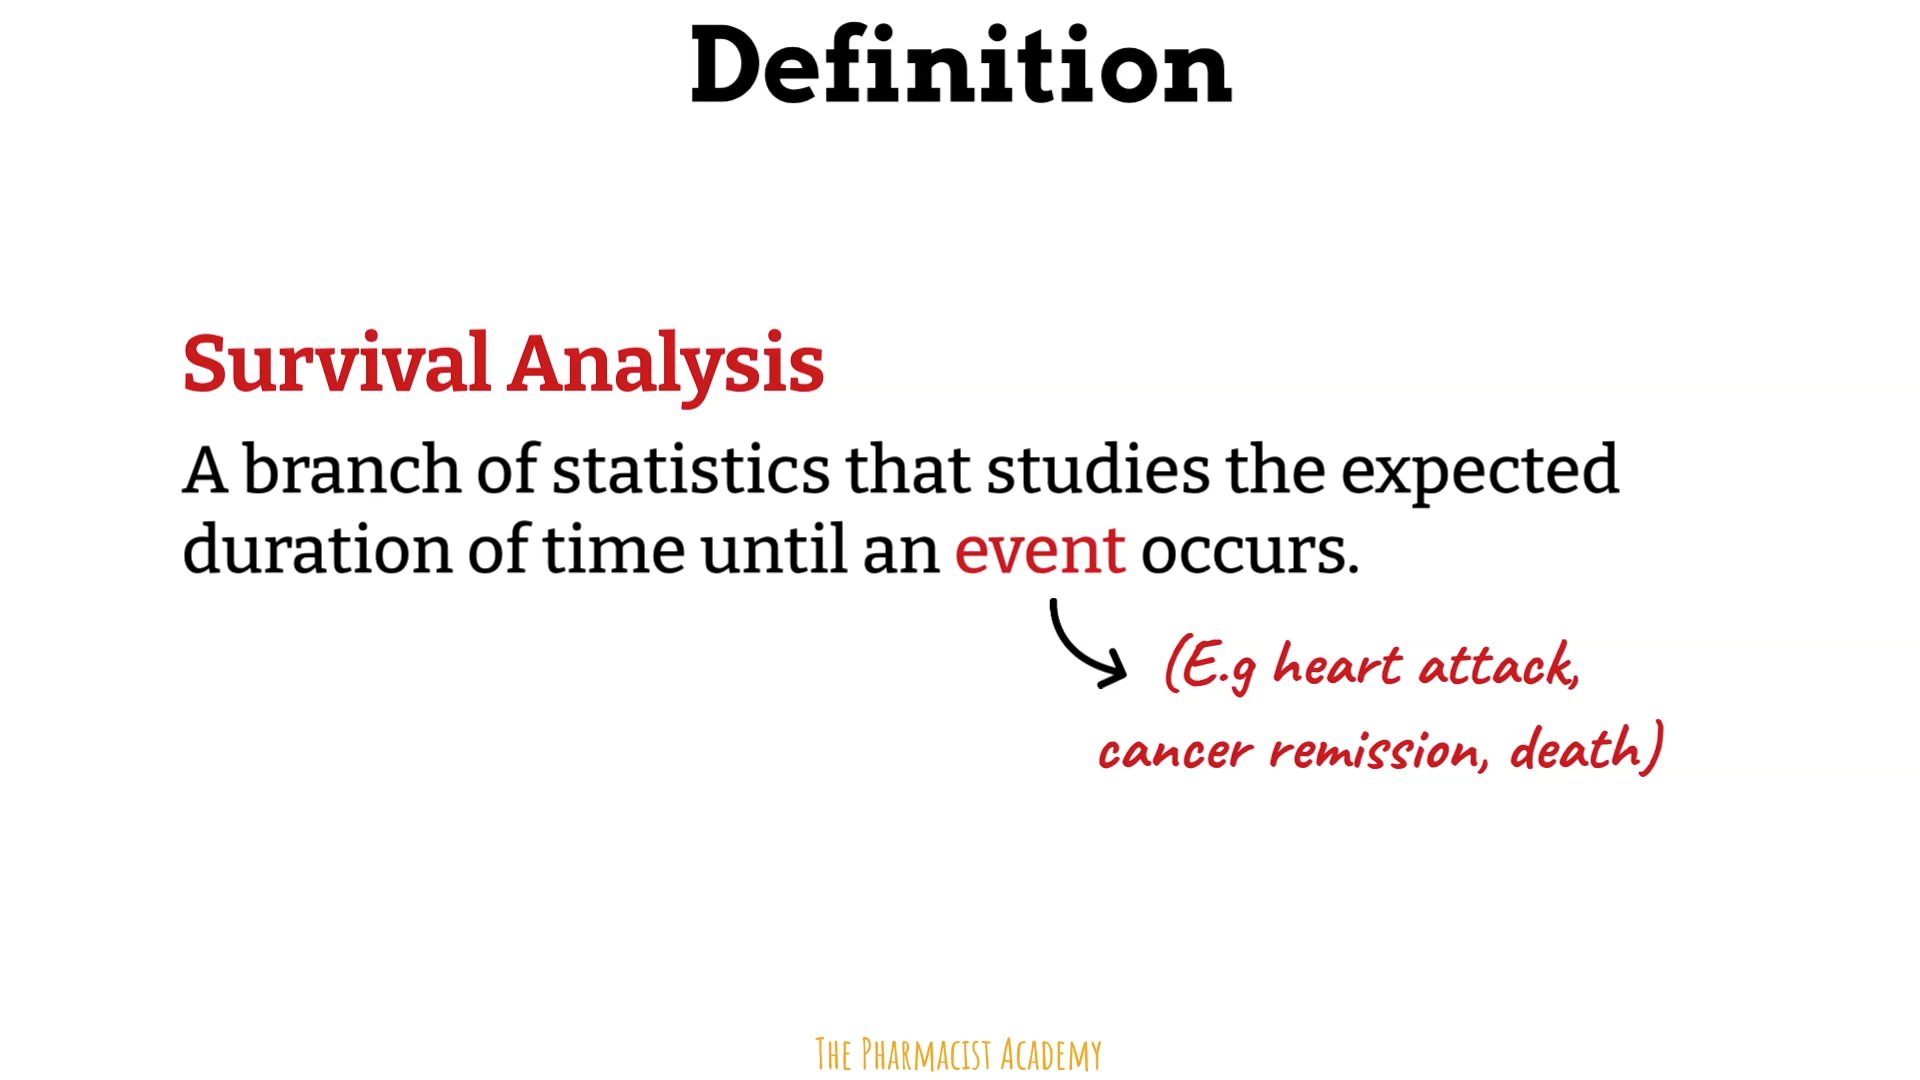 Definition
Survival Analysis
A branch of statistics that studies the expected
duration of time until an event occurs.
(E.g heart attack,
cancer remission, death)
The Pharmacist Academy